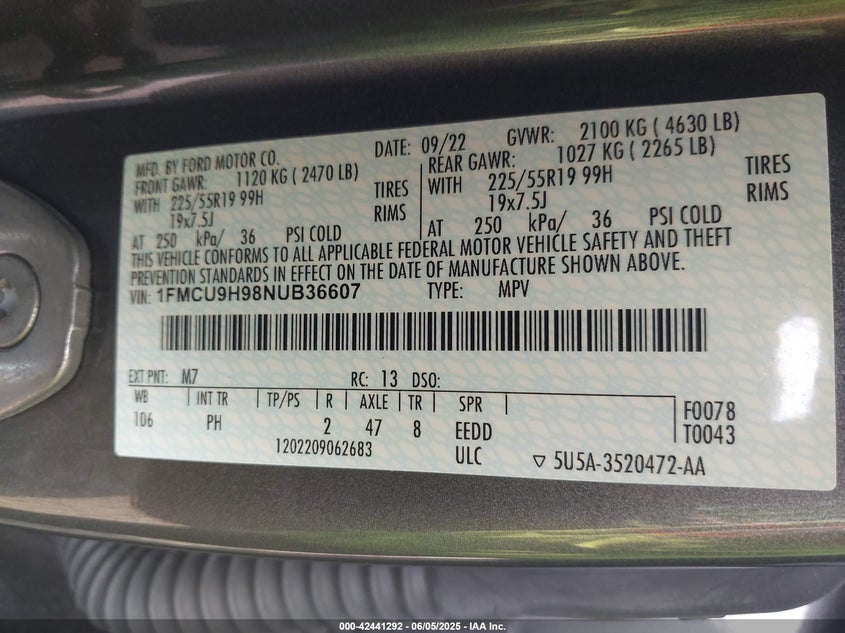 MFD. BY FORD MOTOR CO. DATE: 09/22 GVWR: 2100 KG ( 4630 LB)
FRONT GAWR: 1120 KG ( 2470 LB) REAR GAWR: 1027 KG ( 2265 LB)
WITH 225/55R19 99H TIRES WITH 225/55R19 99H TIRES
19x7.5J RIMS 19x7.5J RIMS
AT 250 kPa/ 36 PSI COLD AT 250 kPa/ 36 PSI COLD
THIS VEHICLE CONFORMS TO ALL APPLICABLE FEDERAL MOTOR VEHICLE SAFETY AND THEFT
PREVENTION STANDARDS IN EFFECT ON THE DATE OF MANUFACTURE SHOWN ABOVE.
VIN: 1FMCU9H98NUB36607 TYPE: MPV
EXT PNT: M7 RC: 13 DSO:
WB INT TR TP/PS R AXLE TR SPR F0078
106 PH 2 47 8 EEDD T0043
1202209062683 ULC ▽ 5U5A-3520472-AA
000-42441292 - 06/05/2025 - IAA Inc.